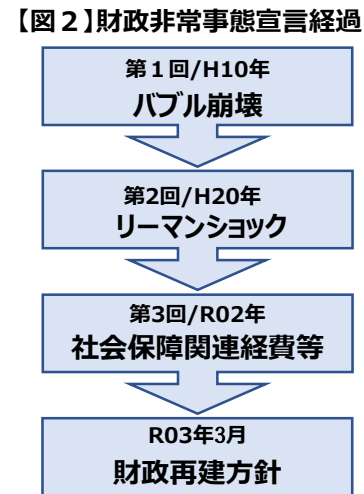 【図２】財政非常事態宣言経過
第１回/H10年
バブル崩壊
第2回/H20年
リーマンショック
第3回/R02年
社会保障関連経費等
R03年3月
財政再建方針